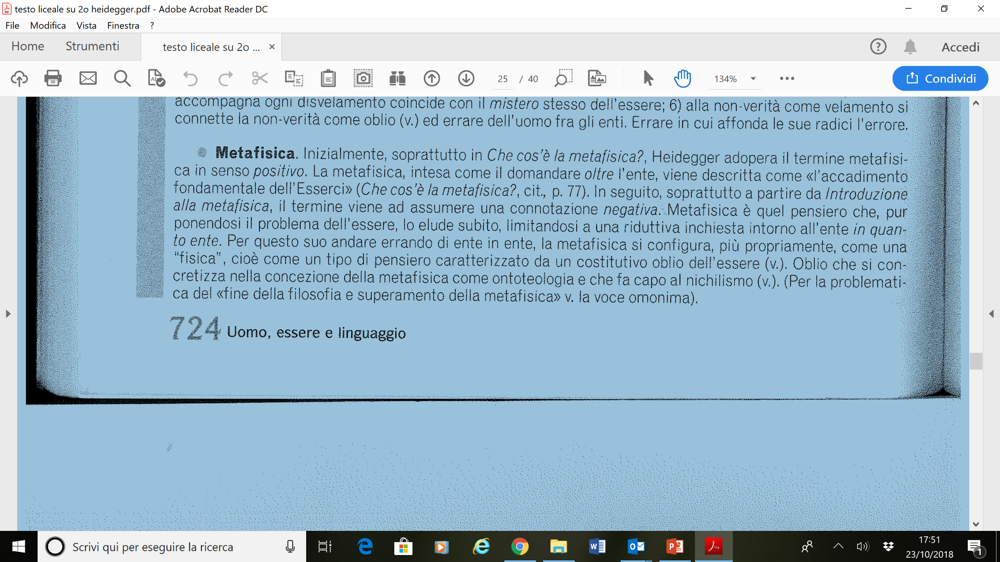 testo liceale su 2o heidegger.pdf - Adobe Acrobat Reader DC
File Modifica Vista Finestra ?
Home Strumenti testo liceale su 2o ... × Accedi
25 / 40 134% Condividi
accompagna ogni disvelamento coincide con il mistero stesso dell'essere; 6) alla non-verità come velamento si
connette la non-verità come oblio (v.) ed errare dell'uomo fra gli enti. Errare in cui affonda le sue radici l'errore.
Metafisica. Inizialmente, soprattutto in Che cos'è la metafisica?, Heidegger adopera il termine metafisi-
ca in senso positivo. La metafisica, intesa come il domandare oltre l'ente, viene descritta come «l'accadimento
fondamentale dell'Esserci» (Che cos'è la metafisica?, cit., p. 77). In seguito, soprattutto a partire da Introduzione
alla metafisica, il termine viene ad assumere una connotazione negativa. Metafisica è quel pensiero che, pur
ponendosi il problema dell'essere, lo elude subito, limitandosi a una riduttiva inchiesta intorno all'ente in quan-
to ente. Per questo suo andare errando di ente in ente, la metafisica si configura, più propriamente, come una
"fisica", cioè come un tipo di pensiero caratterizzato da un costitutivo oblio dell'essere (v.). Oblio che si con-
cretizza nella concezione della metafisica come ontoteologia e che fa capo al nichilismo (v.). (Per la problemati-
ca del «fine della filosofia e superamento della metafisica» v. la voce omonima).
724 Uomo, essere e linguaggio
Scrivi qui per eseguire la ricerca
17:51
23/10/2018
1